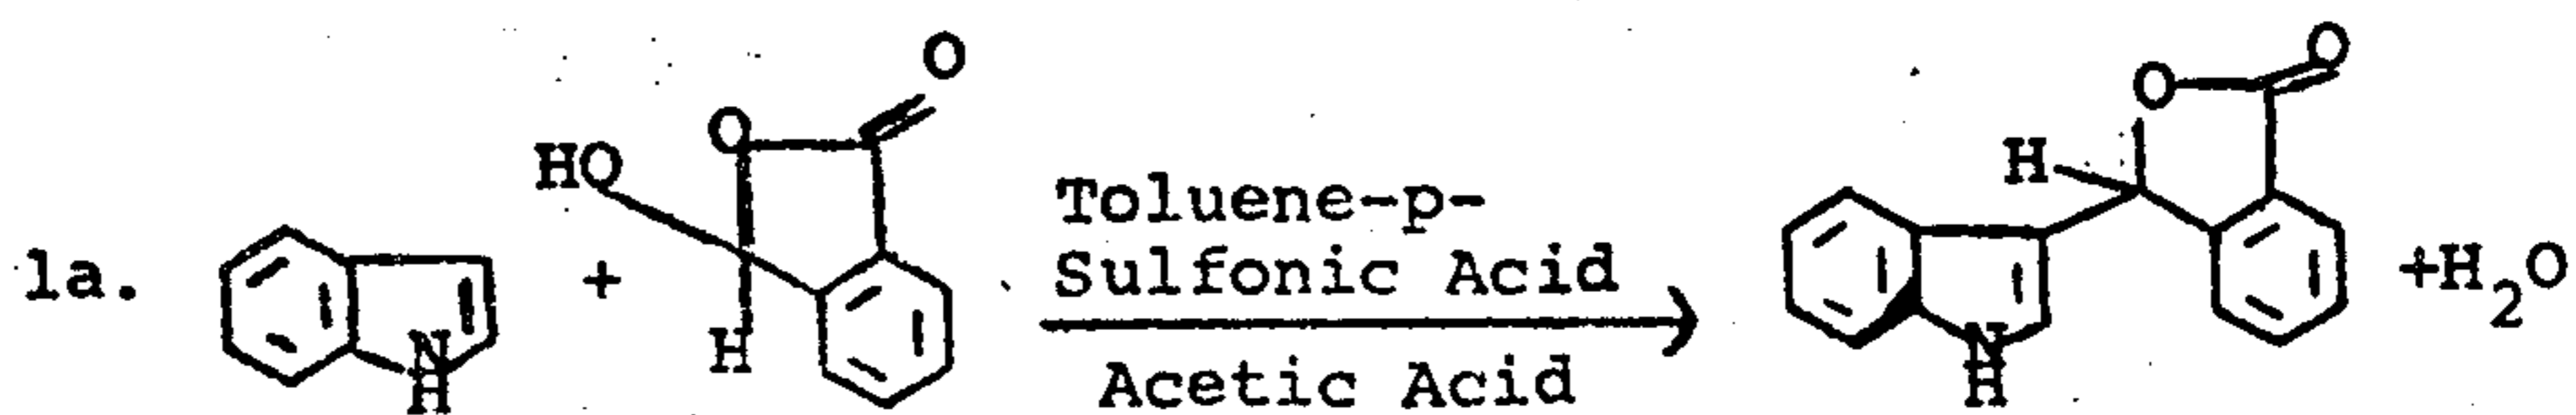 1a.
N
H
+
HO
O
O
H
Toluene-p-
Sulfonic Acid
Acetic Acid
H
O
O
N
H
+H₂O